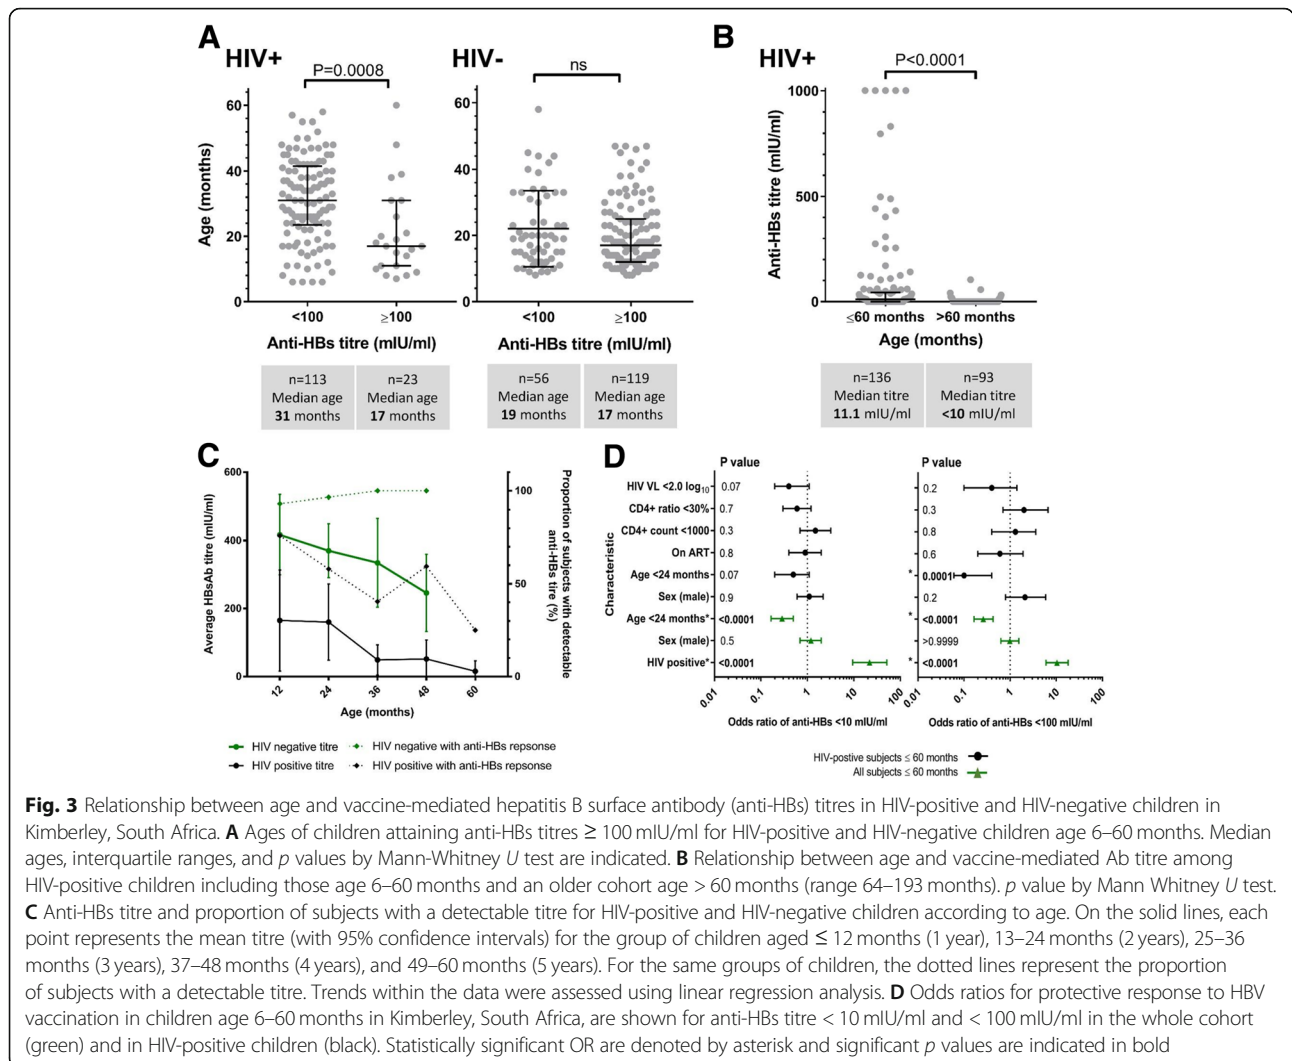 A
HIV+
P=0.0008
HIV-
ns
Age (months)
60
40
20
0
<100
≥100
Anti-HBs titre (mIU/ml)
60
40
20
0
<100
≥100
Anti-HBs titre (mIU/ml)
n=113
Median age
31 months
n=23
Median age
17 months
n=56
Median age
19 months
n=119
Median age
17 months
B
HIV+
P<0.0001
Anti-HBs titre (mIU/ml)
1000
500
0
≤60 months
>60 months
Age (months)
n=136
Median titre
11.1 mIU/ml
n=93
Median titre
<10 mIU/ml
C
Average HBsAb titre (mIU/ml)
600
400
200
0
12
24
36
48
60
Age (months)
100
50
0
Proportion of subjects with detectable
anti-HBs tire (%)
HIV negative titre
HIV negative with anti-HBs repsonse
HIV positive titre
HIV positive with anti-HBs repsonse
D
Characteristic
P value
HIV VL <2.0 log10 0.07
CD4+ ratio <30% 0.7
CD4+ count <1000 0.3
On ART 0.8
Age <24 months 0.07
Sex (male) 0.9
Age <24 months* <0.0001
Sex (male) 0.5
HIV positive* <0.0001
0.01
0.1
1
10
100
Odds ratio of anti-HBs <10 mIU/ml
P value
0.2
0.3
0.8
0.6
* 0.0001
0.2
* <0.0001
>0.9999
* <0.0001
0.01
0.1
1
10
100
Odds ratio of anti-HBs <100 mIU/ml
HIV-postive subjects ≤ 60 months
All subjects ≤ 60 months
Fig. 3 Relationship between age and vaccine-mediated hepatitis B surface antibody (anti-HBs) titres in HIV-positive and HIV-negative children in
Kimberley, South Africa. A Ages of children attaining anti-HBs titres ≥ 100 mIU/ml for HIV-positive and HIV-negative children age 6–60 months. Median
ages, interquartile ranges, and p values by Mann-Whitney U test are indicated. B Relationship between age and vaccine-mediated Ab titre among
HIV-positive children including those age 6–60 months and an older cohort age > 60 months (range 64–193 months). p value by Mann Whitney U test.
C Anti-HBs titre and proportion of subjects with a detectable titre for HIV-positive and HIV-negative children according to age. On the solid lines, each
point represents the mean titre (with 95% confidence intervals) for the group of children aged ≤ 12 months (1 year), 13–24 months (2 years), 25–36
months (3 years), 37–48 months (4 years), and 49–60 months (5 years). For the same groups of children, the dotted lines represent the proportion
of subjects with a detectable titre. Trends within the data were assessed using linear regression analysis. D Odds ratios for protective response to HBV
vaccination in children age 6–60 months in Kimberley, South Africa, are shown for anti-HBs titre < 10 mIU/ml and < 100 mIU/ml in the whole cohort
(green) and in HIV-positive children (black). Statistically significant OR are denoted by asterisk and significant p values are indicated in bold